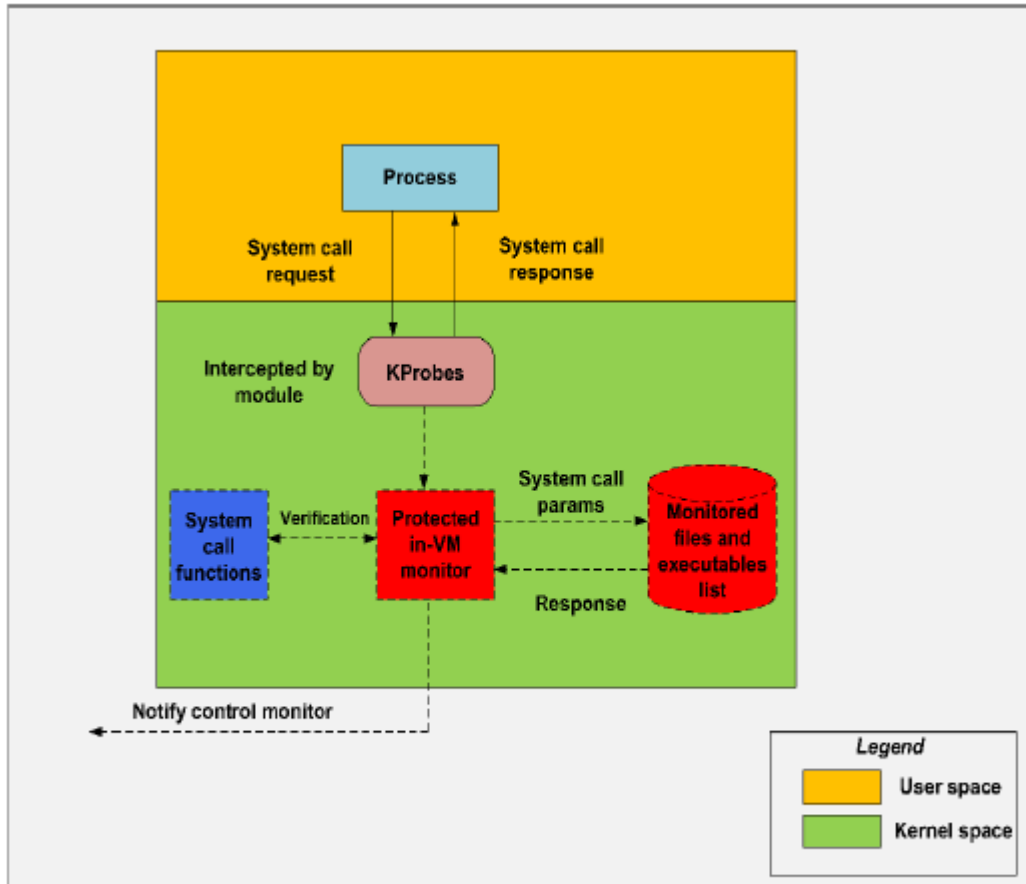 Process
System call
request
System call
response
Intercepted by
module
KProbes
System call
params
System
call
functions
Verification
Protected
in-VM
monitor
Monitored
files and
executables
list
Response
Notify control monitor
Legend
User space
Kernel space